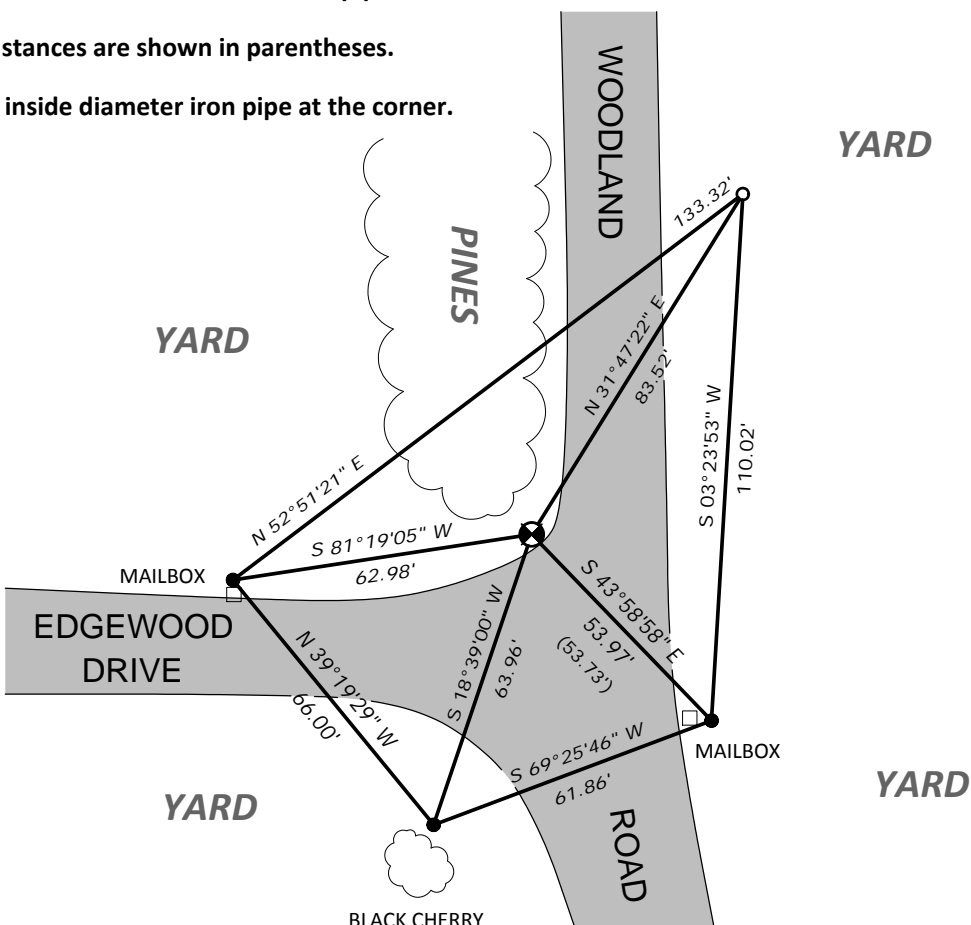 stances are shown in parentheses.
inside diameter iron pipe at the corner.
WOODLAND
YARD
133.32'
PINES
YARD
N 31°47'22" E
83.52'
S 03°23'53" W
110.02'
N 52°51'21" E
S 81°19'05" W
62.98'
MAILBOX
S 43°58'58" E
53.97'
(53.73')
EDGEWOOD
DRIVE
N 39°19'29" W
66.00'
S 18°39'00" W
63.96'
S 69°25'46" W
61.86'
MAILBOX
YARD
YARD
ROAD
BLACK CHERRY